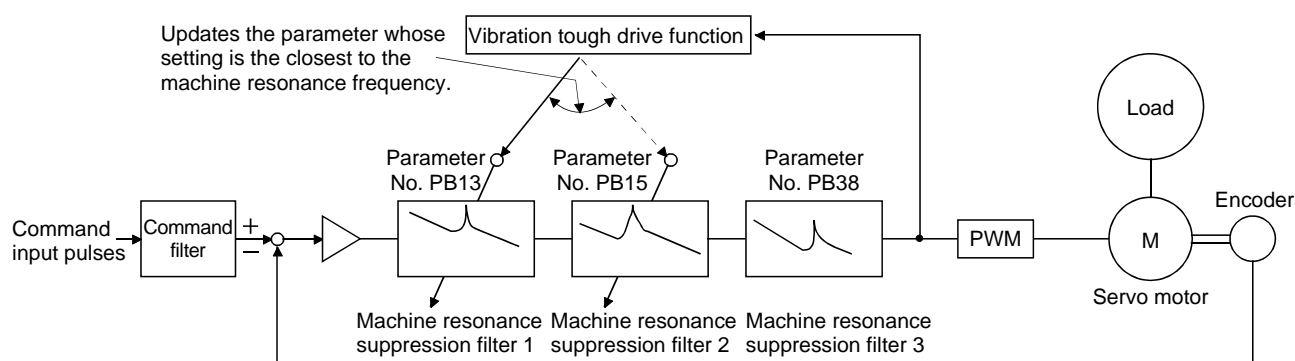 Updates the parameter whose
setting is the closest to the
machine resonance frequency.
Vibration tough drive function
Load
Parameter
No. PB13
Parameter
No. PB15
Parameter
No. PB38
Encoder
Command
input pulses
Command
filter
+
−
PWM
M
Servo motor
Machine resonance
suppression filter 1
Machine resonance
suppression filter 2
Machine resonance
suppression filter 3